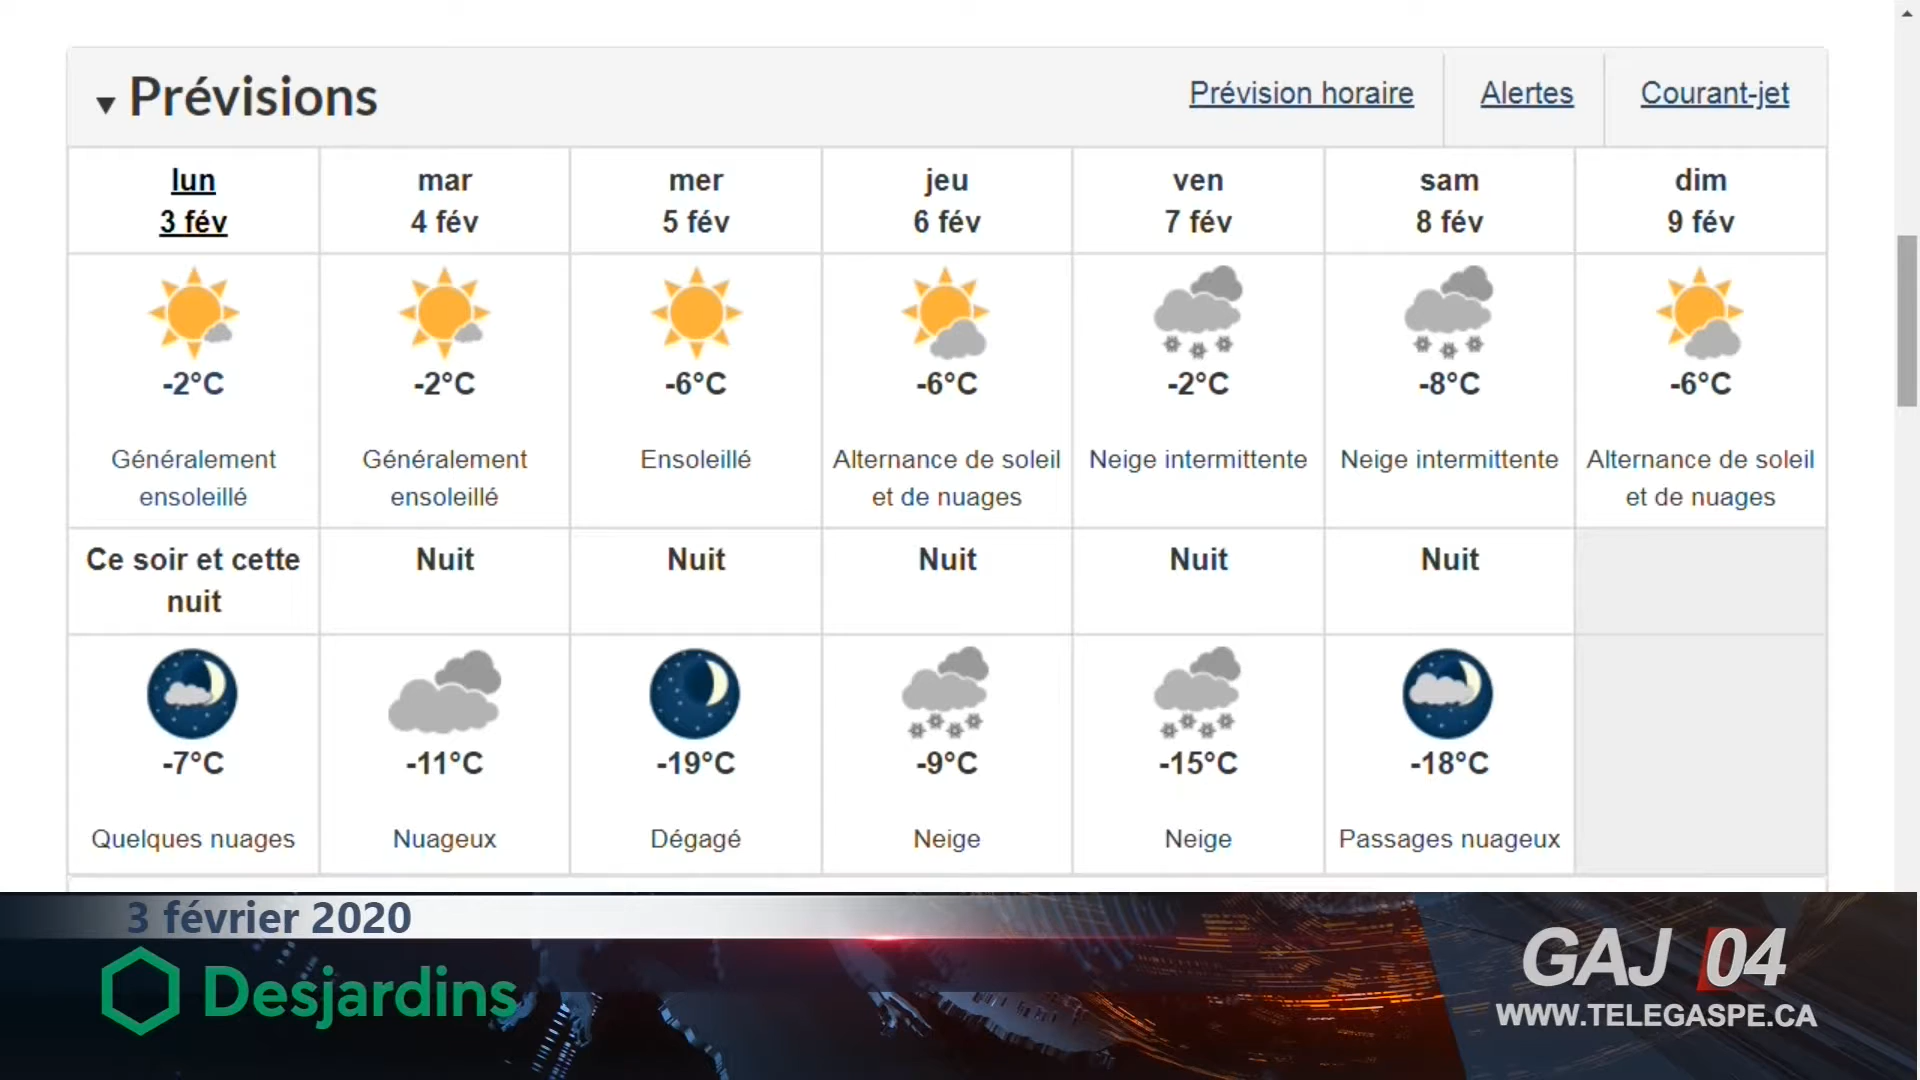 Prévisions
Prévision horaire
Alertes
Courant-jet
lun
3 fév
mar
4 fév
mer
5 fév
jeu
6 fév
ven
7 fév
sam
8 fév
dim
9 fév
-2°C
-2°C
-6°C
-6°C
-2°C
-8°C
-6°C
Généralement
ensoleillé
Généralement
ensoleillé
Ensoleillé
Alternance de soleil
et de nuages
Neige intermittente
Neige intermittente
Alternance de soleil
et de nuages
Ce soir et cette
nuit
Nuit
Nuit
Nuit
Nuit
Nuit
-7°C
-11°C
-19°C
-9°C
-15°C
-18°C
Quelques nuages
Nuageux
Dégagé
Neige
Neige
Passages nuageux
3 février 2020
Desjardins
GAJ 04
WWW.TELEGASPE.CA